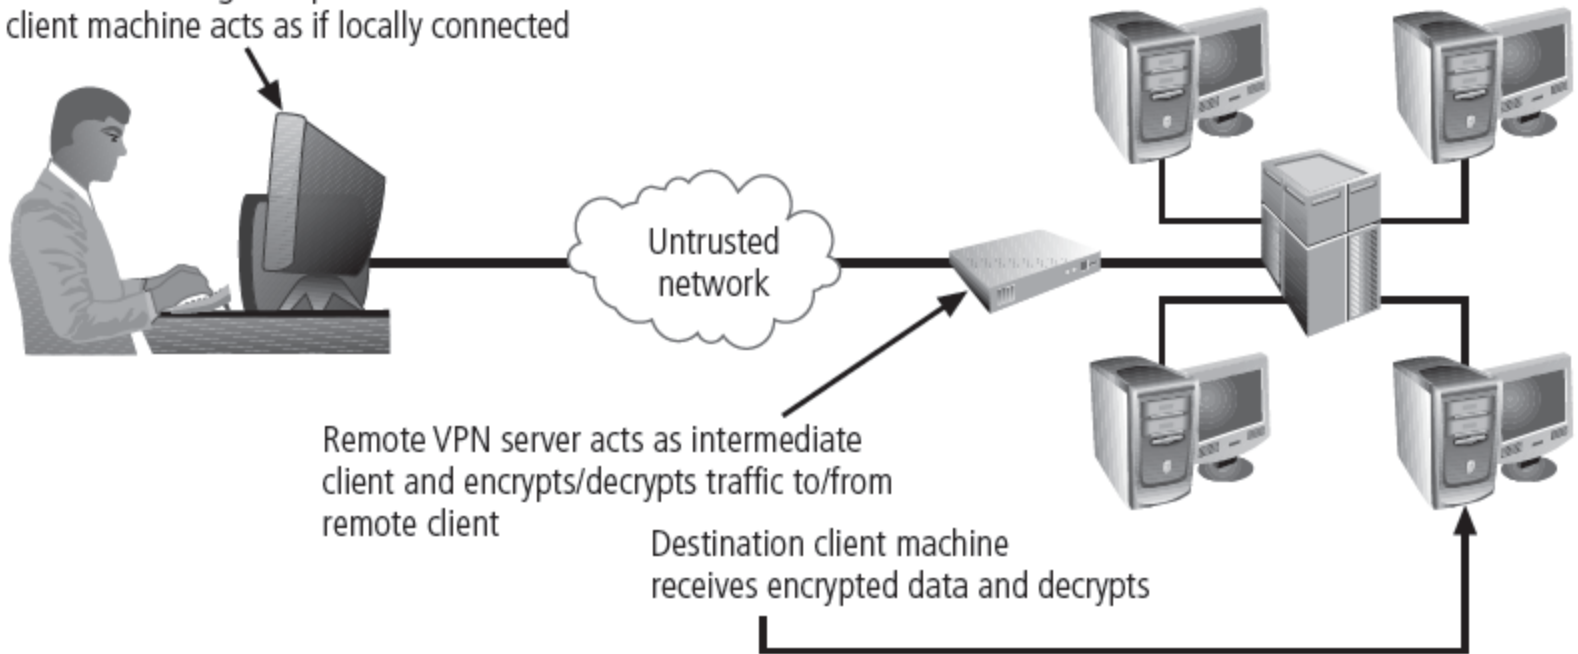 client machine acts as if locally connected
Untrusted
network
Remote VPN server acts as intermediate
client and encrypts/decrypts traffic to/from
remote client
Destination client machine
receives encrypted data and decrypts